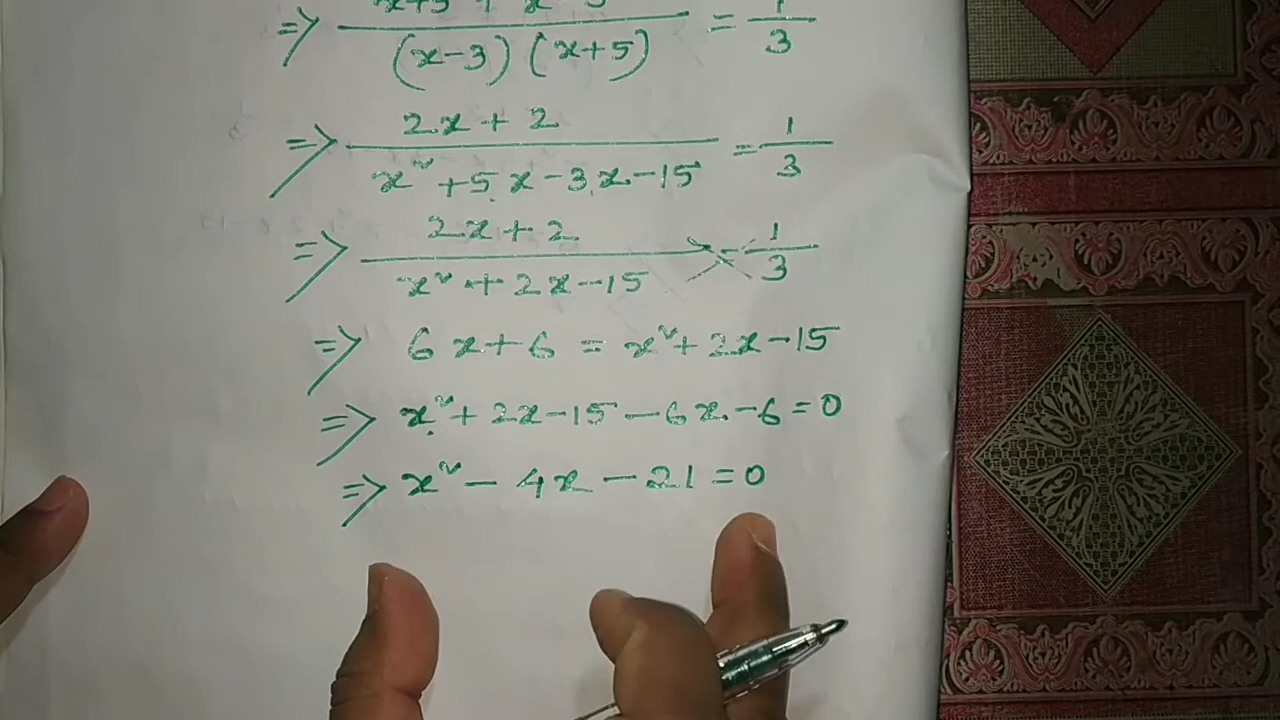 => / (x-3) (x+5) = 1/3
=> 2x + 2 / x² + 5x - 3x - 15 = 1/3
=> 2x + 2 / x² + 2x - 15 = 1/3
=> 6x + 6 = x² + 2x - 15
=> x² + 2x - 15 - 6x - 6 = 0
=> x² - 4x - 21 = 0